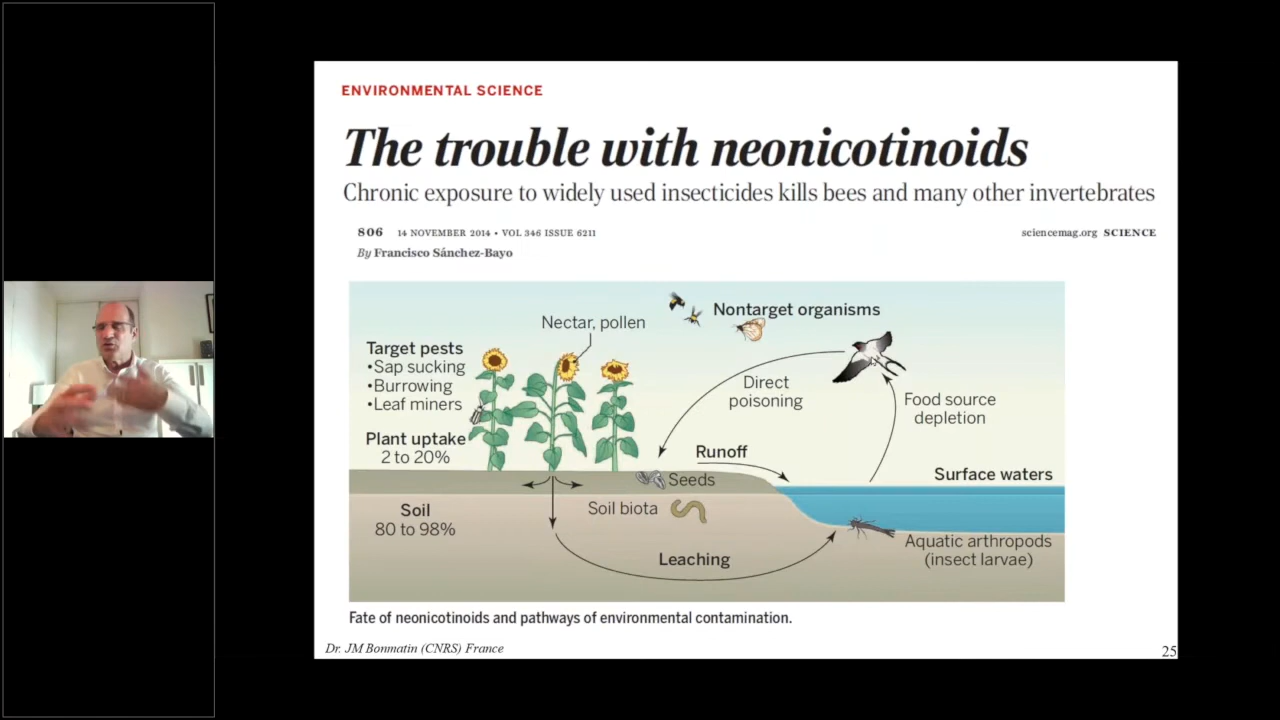 ENVIRONMENTAL SCIENCE
The trouble with neonicotinoids
Chronic exposure to widely used insecticides kills bees and many other invertebrates
806 14 NOVEMBER 2014 • VOL 346 ISSUE 6211
sciencemag.org SCIENCE
By Francisco Sánchez-Bayo
Nontarget organisms
Nectar, pollen
Target pests
•Sap sucking
•Burrowing
•Leaf miners
Direct
poisoning
Food source
depletion
Plant uptake
2 to 20%
Runoff
Surface waters
Seeds
Soil
80 to 98%
Soil biota
Leaching
Aquatic arthropods
(insect larvae)
Fate of neonicotinoids and pathways of environmental contamination.
Dr. JM Bonmatin (CNRS) France
25